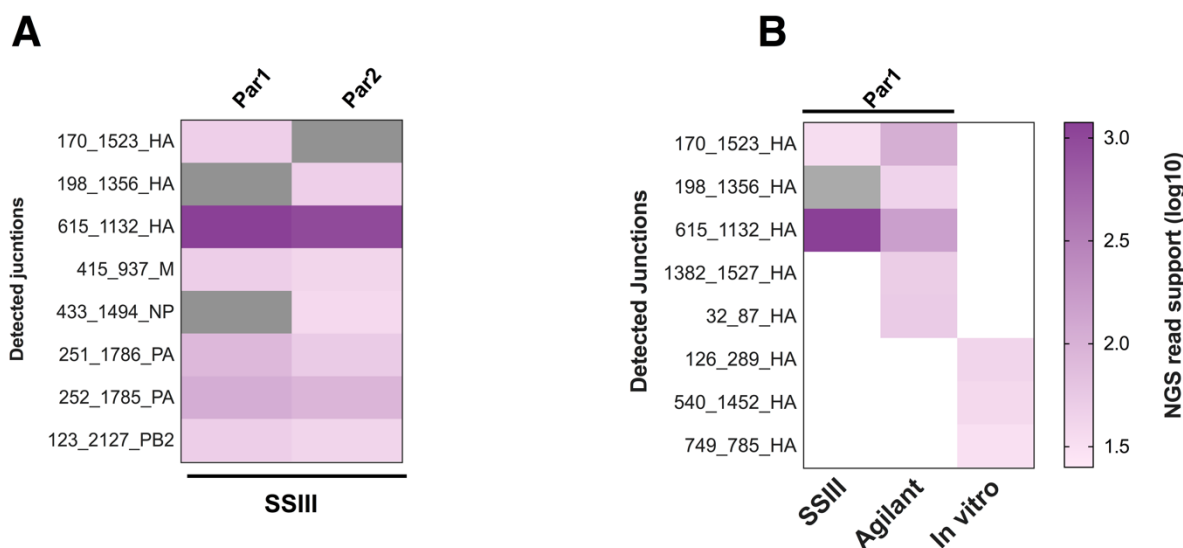 A
Par1
Par2
Detected jucntions
170_1523_HA
198_1356_HA
615_1132_HA
415_937_M
433_1494_NP
251_1786_PA
252_1785_PA
123_2127_PB2
SSIII
B
Par1
Detected Junctions
170_1523_HA
198_1356_HA
615_1132_HA
1382_1527_HA
32_87_HA
126_289_HA
540_1452_HA
749_785_HA
SSIII
Agilant
In vitro
3.0
2.5
2.0
1.5
NGS read support (log10)